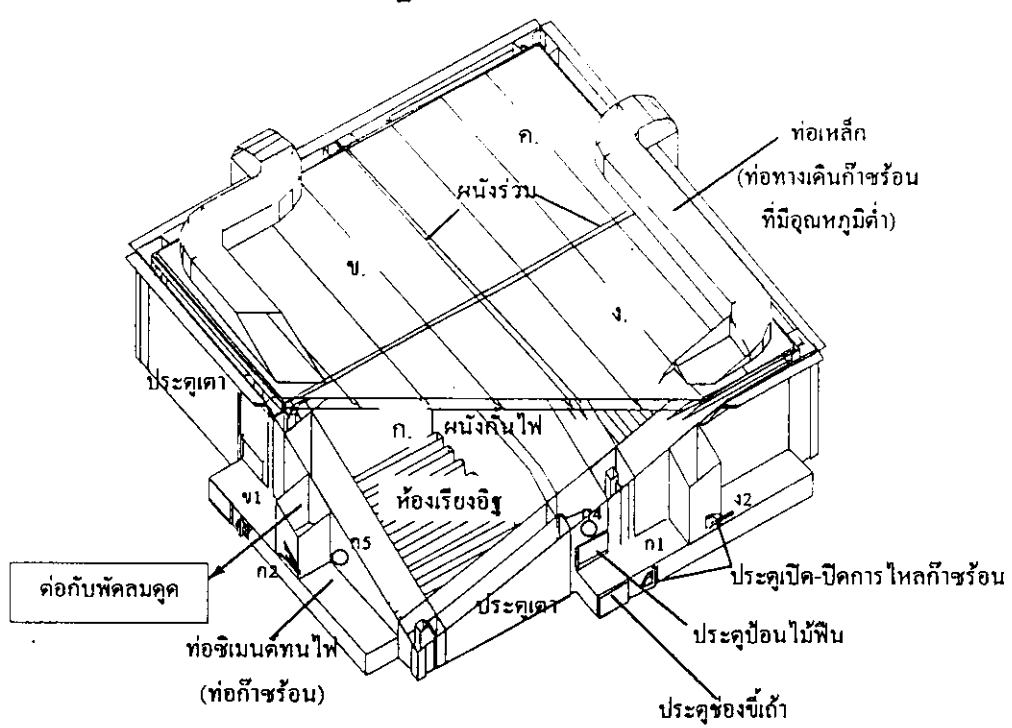 ค.
ท่อเหล็ก
(ท่อทางเดินก๊าซร้อน
ที่มีอุณหภูมิต่ำ)
ผนังร่วม
ข.
ง.
ประตูเตา
ก.
ผนังกันไฟ
ห้องเรียงอิฐ
ข1
ก5
ก2
ก4
ก1
ง2
ต่อกับพัดลมดูด
ประตูเปิด-ปิดการไหลก๊าซร้อน
ประตูเตา
ประตูป้อนไม้ฟืน
ท่อซิเมนต์ทนไฟ
(ท่อก๊าซร้อน)
ประตูช่องขี้เถ้า